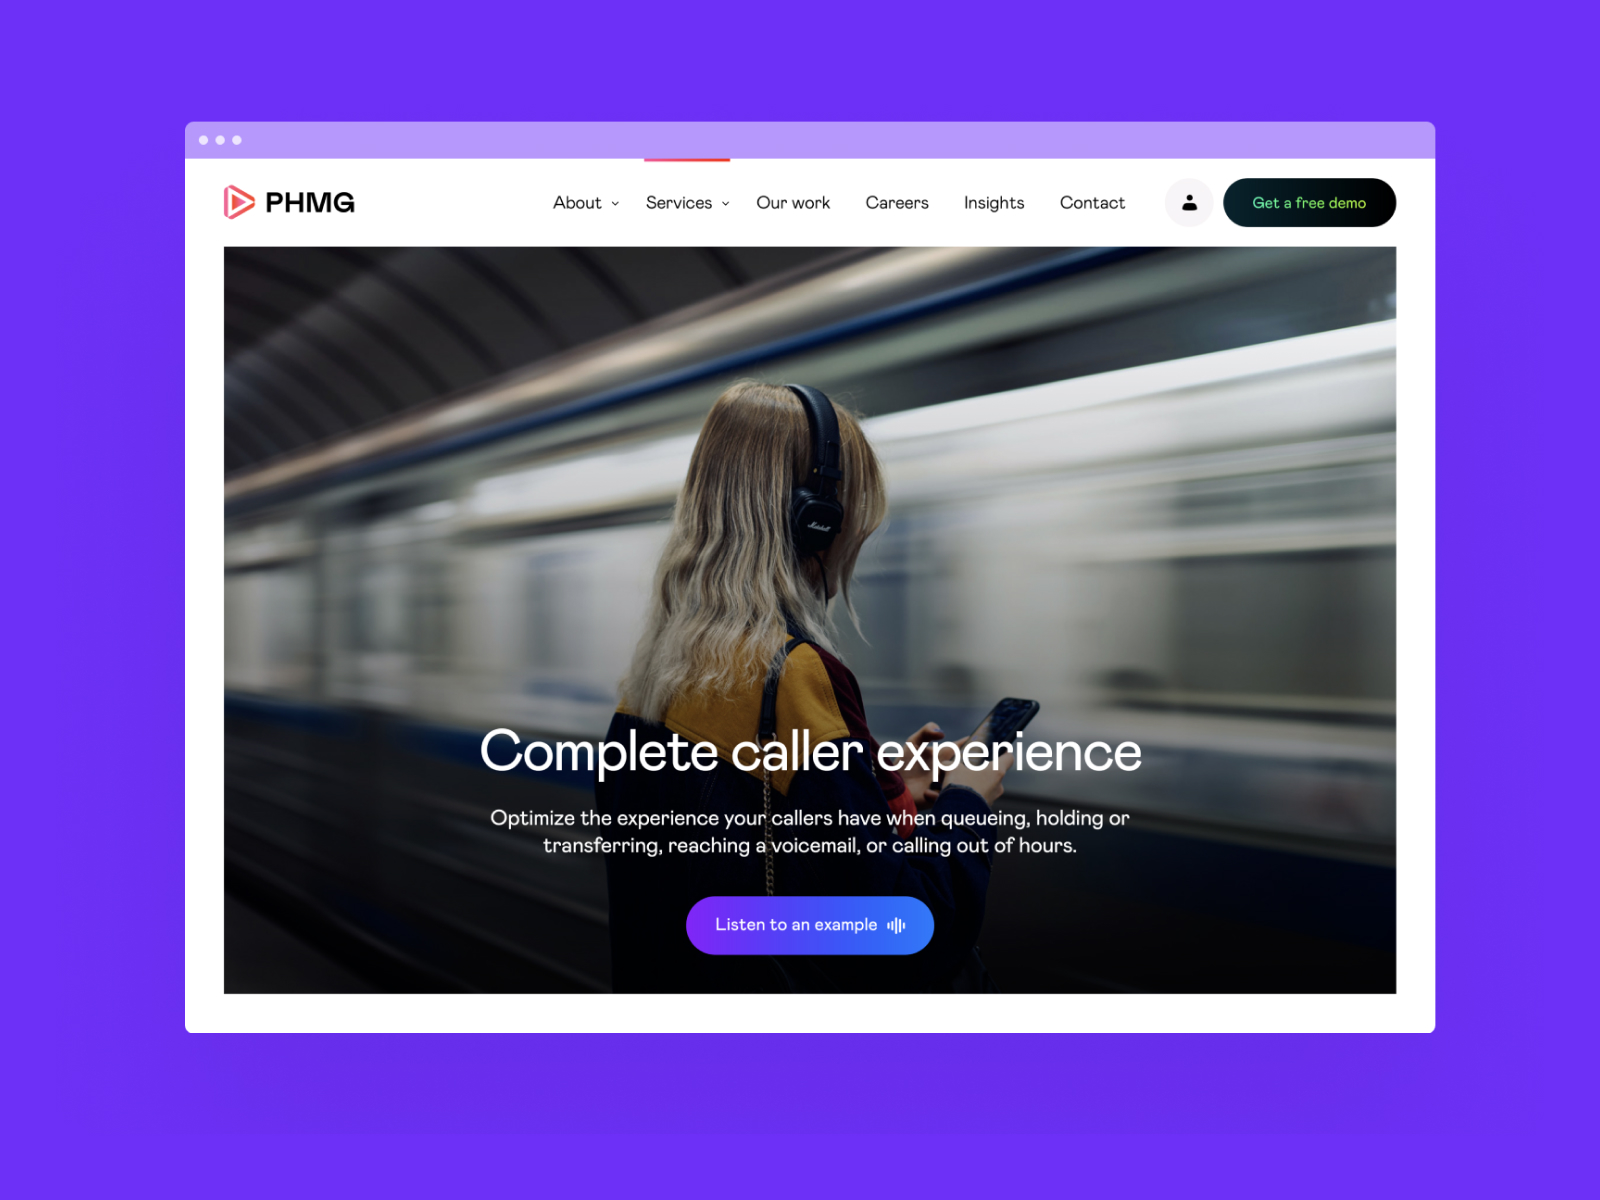 PHMG
About
Services
Our work
Careers
Insights
Contact
Get a free demo
Marshall
Complete caller experience
Optimize the experience your callers have when queueing, holding or
transferring, reaching a voicemail, or calling out of hours.
Listen to an example